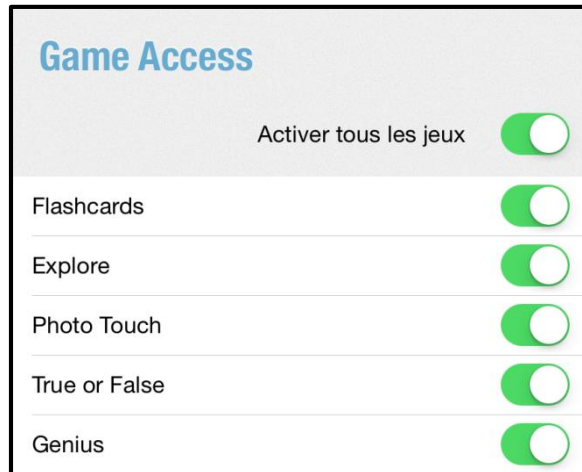 Game Access
Activer tous les jeux
Flashcards
Explore
Photo Touch
True or False
Genius